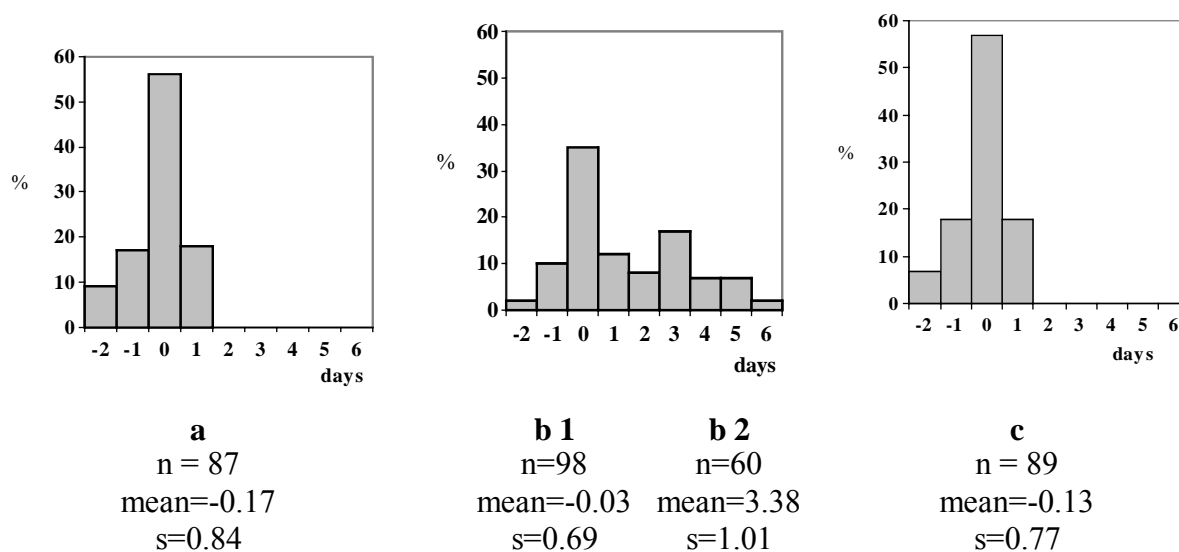 60
50
40
30
20
10
0
%
-2 -1 0 1 2 3 4 5 6
days
a
n = 87
mean=-0.17
s=0.84
60
50
40
30
20
10
0
%
-2 -1 0 1 2 3 4 5 6
days
b 1 b 2
n=98 n=60
mean=-0.03 mean=3.38
s=0.69 s=1.01
60
50
40
30
20
10
0
%
-2 -1 0 1 2 3 4 5 6
days
c
n = 89
mean=-0.13
s=0.77